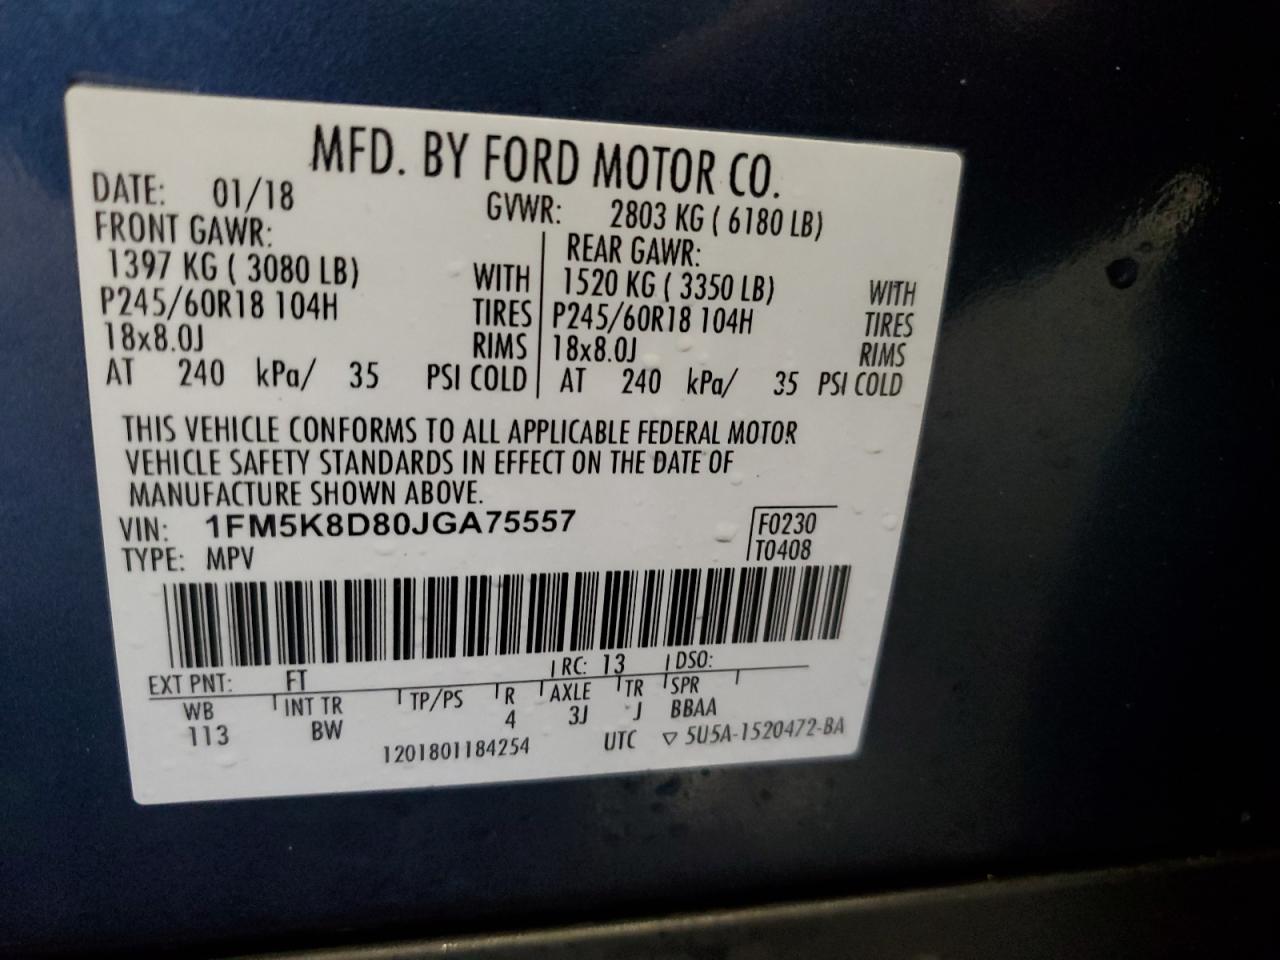 MFD. BY FORD MOTOR CO.
DATE: 01/18 GVWR: 2803 KG ( 6180 LB)
FRONT GAWR: REAR GAWR:
1397 KG ( 3080 LB) WITH 1520 KG ( 3350 LB) WITH
P245/60R18 104H TIRES P245/60R18 104H TIRES
18x8.0J RIMS 18x8.0J RIMS
AT 240 kPa/ 35 PSI COLD AT 240 kPa/ 35 PSI COLD
THIS VEHICLE CONFORMS TO ALL APPLICABLE FEDERAL MOTOR
VEHICLE SAFETY STANDARDS IN EFFECT ON THE DATE OF
MANUFACTURE SHOWN ABOVE.
VIN: 1FM5K8D80JGA75557 F0230
TYPE: MPV T0408
EXT PNT: FT RC: 13 DSO:
WB INT TR TP/PS R AXLE TR SPR
113 BW 4 3J J BBAA
1201801184254 UTC ▽ 5U5A-1520472-BA